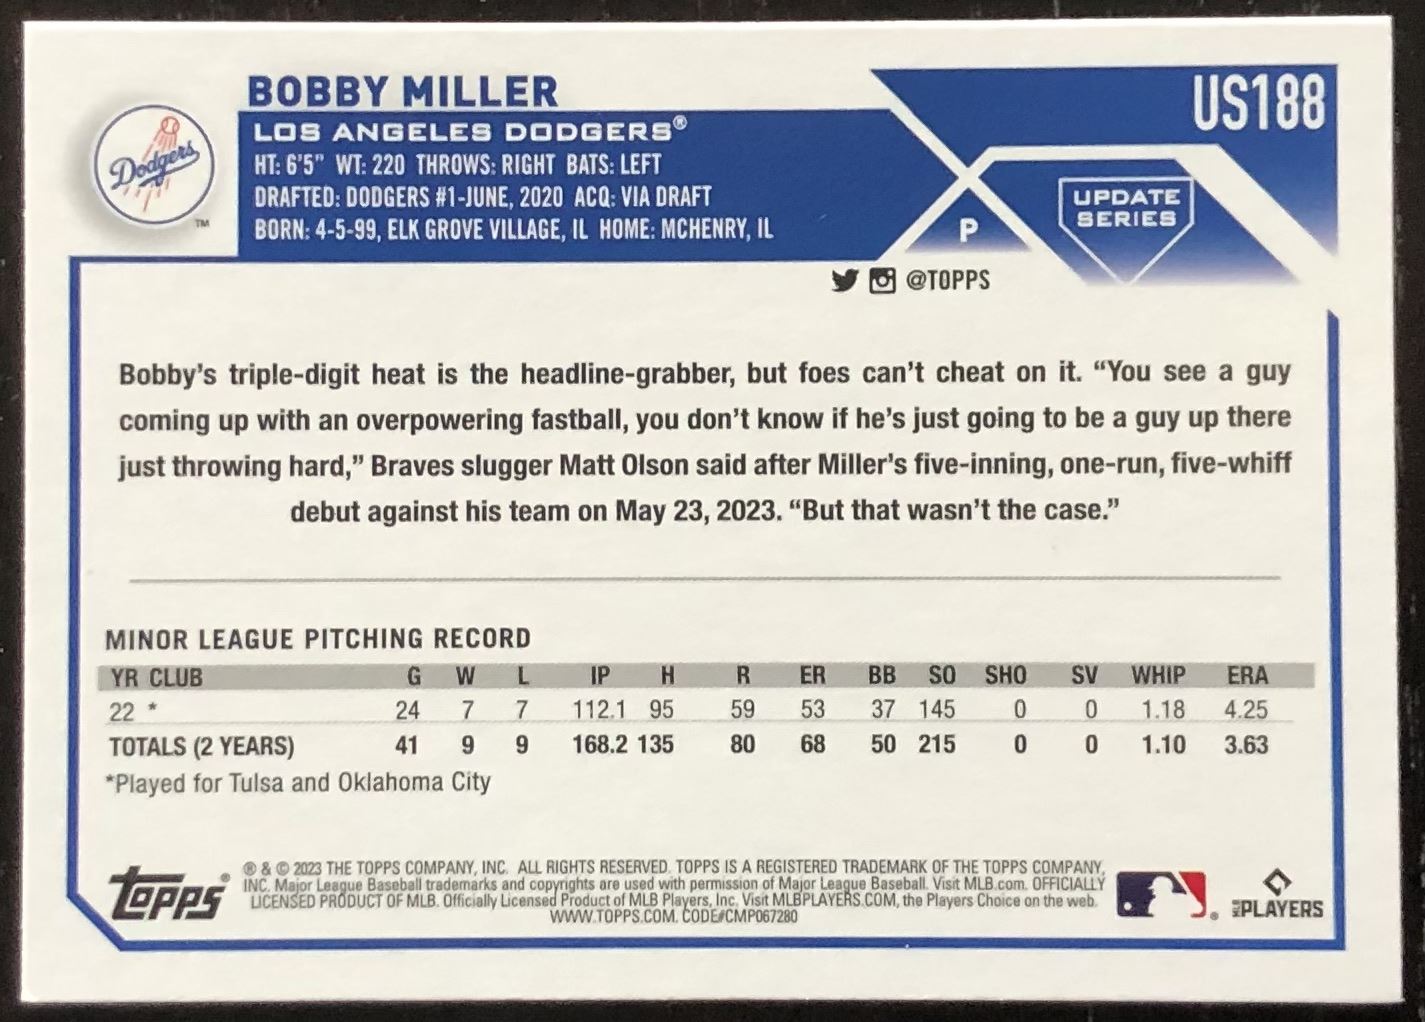 BOBBY MILLER
US188
Dodgers
TM
LOS ANGELES DODGERS®
HT: 6'5" WT: 220 THROWS: RIGHT BATS: LEFT
DRAFTED: DODGERS #1-JUNE, 2020 ACQ: VIA DRAFT
BORN: 4-5-99, ELK GROVE VILLAGE, IL HOME: MCHENRY, IL
P
UPDATE
SERIES
@TOPPS
Bobby's triple-digit heat is the headline-grabber, but foes can't cheat on it. “You see a guy
coming up with an overpowering fastball, you don't know if he's just going to be a guy up there
just throwing hard,” Braves slugger Matt Olson said after Miller's five-inning, one-run, five-whiff
debut against his team on May 23, 2023. “But that wasn't the case.”
MINOR LEAGUE PITCHING RECORD
YR CLUB G W L IP H R ER BB SO SHO SV WHIP ERA
22 * 24 7 7 112.1 95 59 53 37 145 0 0 1.18 4.25
TOTALS (2 YEARS) 41 9 9 168.2 135 80 68 50 215 0 0 1.10 3.63
*Played for Tulsa and Oklahoma City
topps®
® & © 2023 THE TOPPS COMPANY, INC. ALL RIGHTS RESERVED. TOPPS IS A REGISTERED TRADEMARK OF THE TOPPS COMPANY,
INC. Major League Baseball trademarks and copyrights are used with permission of Major League Baseball. Visit MLB.com. OFFICIALLY
LICENSED PRODUCT OF MLB. Officially Licensed Product of MLB Players, Inc. Visit MLBPLAYERS.COM, the Players Choice on the web.
WWW.TOPPS.COM. CODE#CMP067280
®
PLAYERS